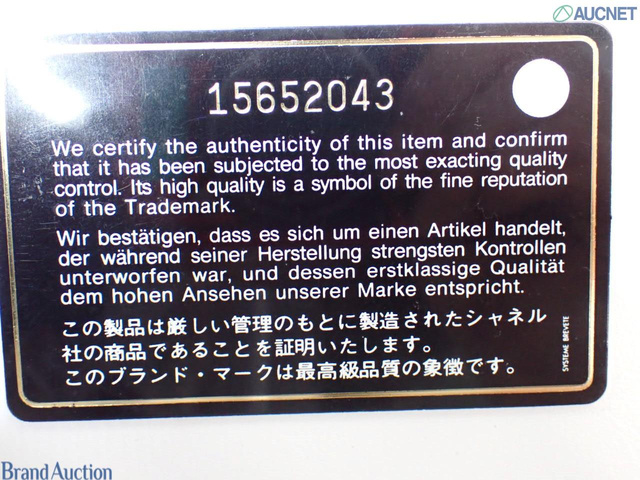 AUCNET
15652043
We certify the authenticity of this item and confirm
that it has been subjected to the most exacting quality
control. Its high quality is a symbol of the fine reputation
of the Trademark.
Wir bestätigen, dass es sich um einen Artikel handelt,
der während seiner Herstellung strengsten Kontrollen
unterworfen war, und dessen erstklassige Qualität
dem hohen Ansehen unserer Marke entspricht.
この製品は厳しい管理のもとに製造されたシャネル
社の商品であることを証明いたします。
このブランド・マークは最高級品質の象徴です。
SYSTEME BREVETE
Brand Auction